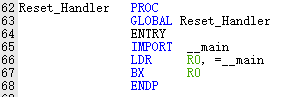 62 Reset_Handler PROC
63 GLOBAL Reset_Handler
64 ENTRY
65 IMPORT __main
66 LDR R0, =__main
67 BX R0
68 ENDP